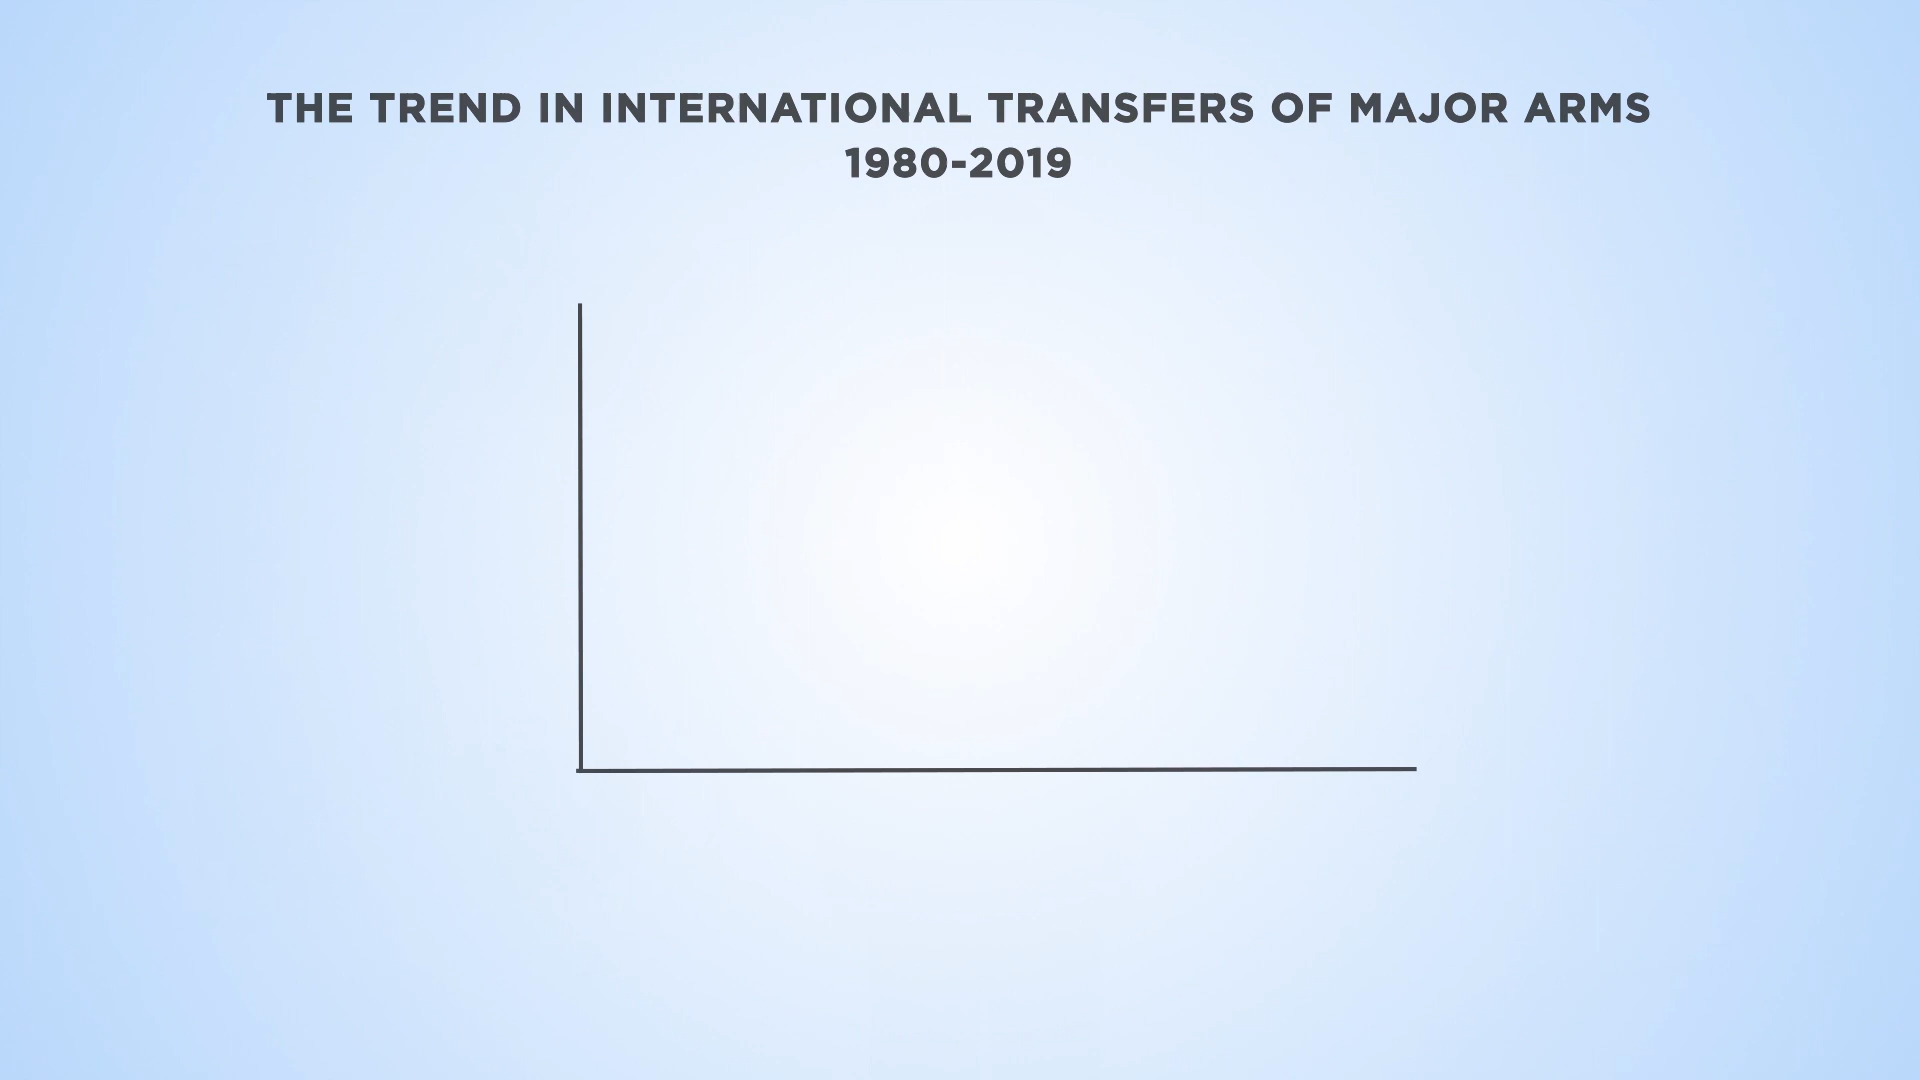 THE TREND IN INTERNATIONAL TRANSFERS OF MAJOR ARMS
1980-2019